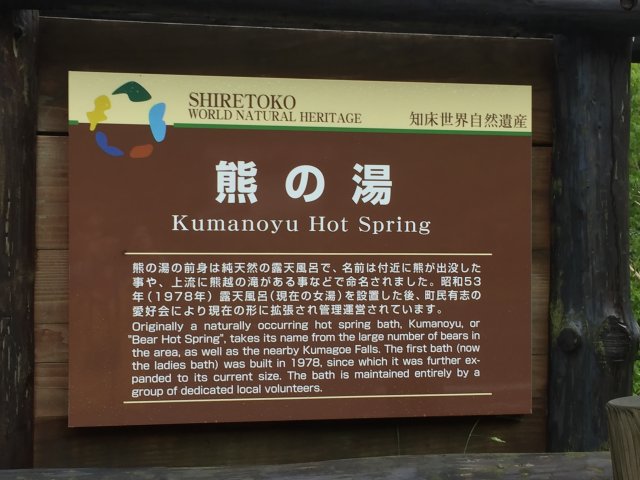 SHIRETOKO
WORLD NATURAL HERITAGE
知床世界自然遺産
熊の湯
Kumanoyu Hot Spring
熊の湯の前身は純天然の露天風呂で、名前は付近に熊が出没した
事や、上流に熊越の滝がある事などで命名されました。昭和53
年(1978年) 露天風呂(現在の女湯)を設置した後、町民有志の
愛好会により現在の形に拡張され管理運営されています。
Originally a naturally occurring hot spring bath, Kumanoyu, or
"Bear Hot Spring", takes its name from the large number of bears in
the area, as well as the nearby Kumagoe Falls. The first bath (now
the ladies bath) was built in 1978, since which it was further ex-
panded to its current size. The bath is maintained entirely by a
group of dedicated local volunteers.